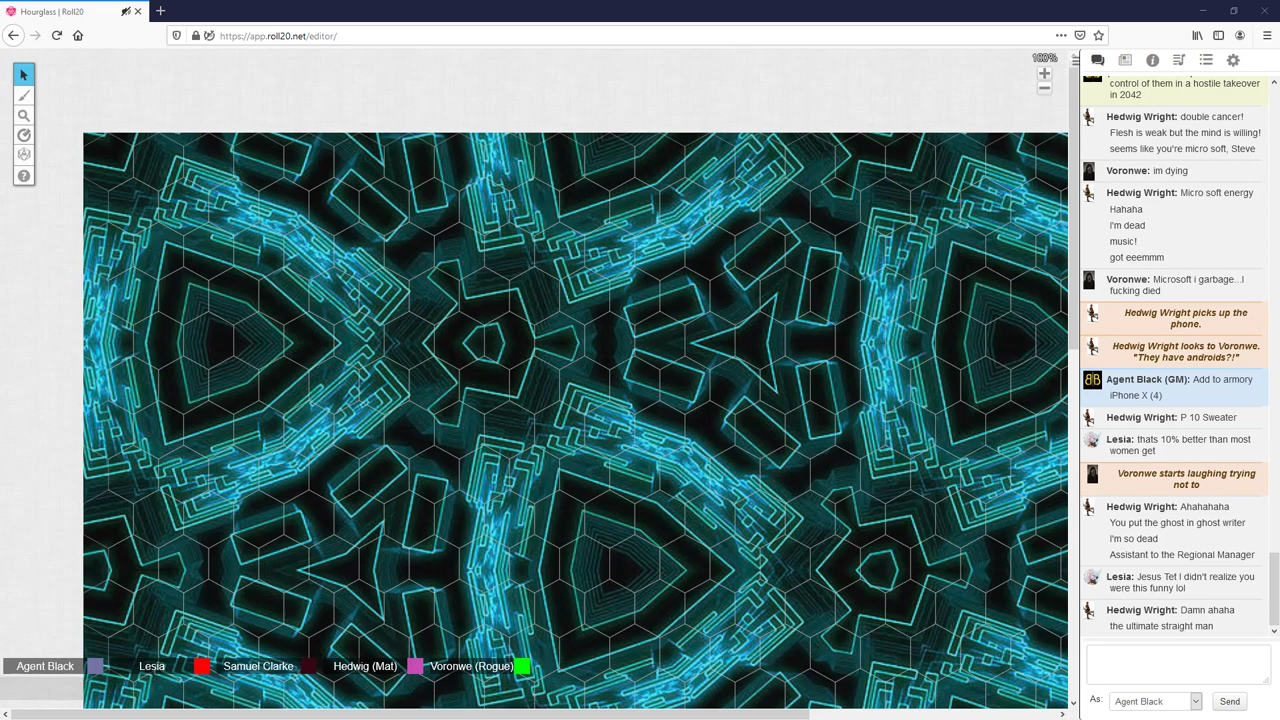 Hourglass | Roll20
https://app.roll20.net/editor/
100%
control of them in a hostile takeover
in 2042
Hedwig Wright: double cancer!
Flesh is weak but the mind is willing!
seems like you're micro soft, Steve
Voronwe: im dying
Hedwig Wright: Micro soft energy
Hahaha
I'm dead
music!
got eeemmm
Voronwe: Microsoft i garbage...I
fucking died
Hedwig Wright picks up the
phone.
Hedwig Wright looks to Voronwe.
"They have androids?!"
Agent Black (GM): Add to armory
iPhone X (4)
Hedwig Wright: P 10 Sweater
Lesia: thats 10% better than most
women get
Voronwe starts laughing trying
not to
Hedwig Wright: Ahahahaha
You put the ghost in ghost writer
I'm so dead
Assistant to the Regional Manager
Lesia: Jesus Tet I didn't realize you
were this funny lol
Hedwig Wright: Damn ahaha
the ultimate straight man
Agent Black
Lesia
Samuel Clarke
Hedwig (Mat)
Voronwe (Rogue)
As:
Agent Black
Send